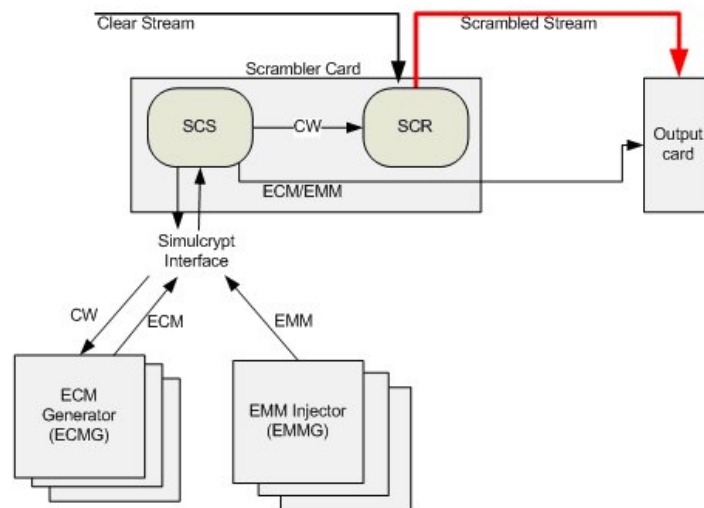 Clear Stream
Scrambled Stream
Scrambler Card
SCS
CW
SCR
Output
card
ECM/EMM
Simulcrypt
Interface
CW
ECM
EMM
ECM
Generator
(ECMG)
EMM Injector
(EMMG)